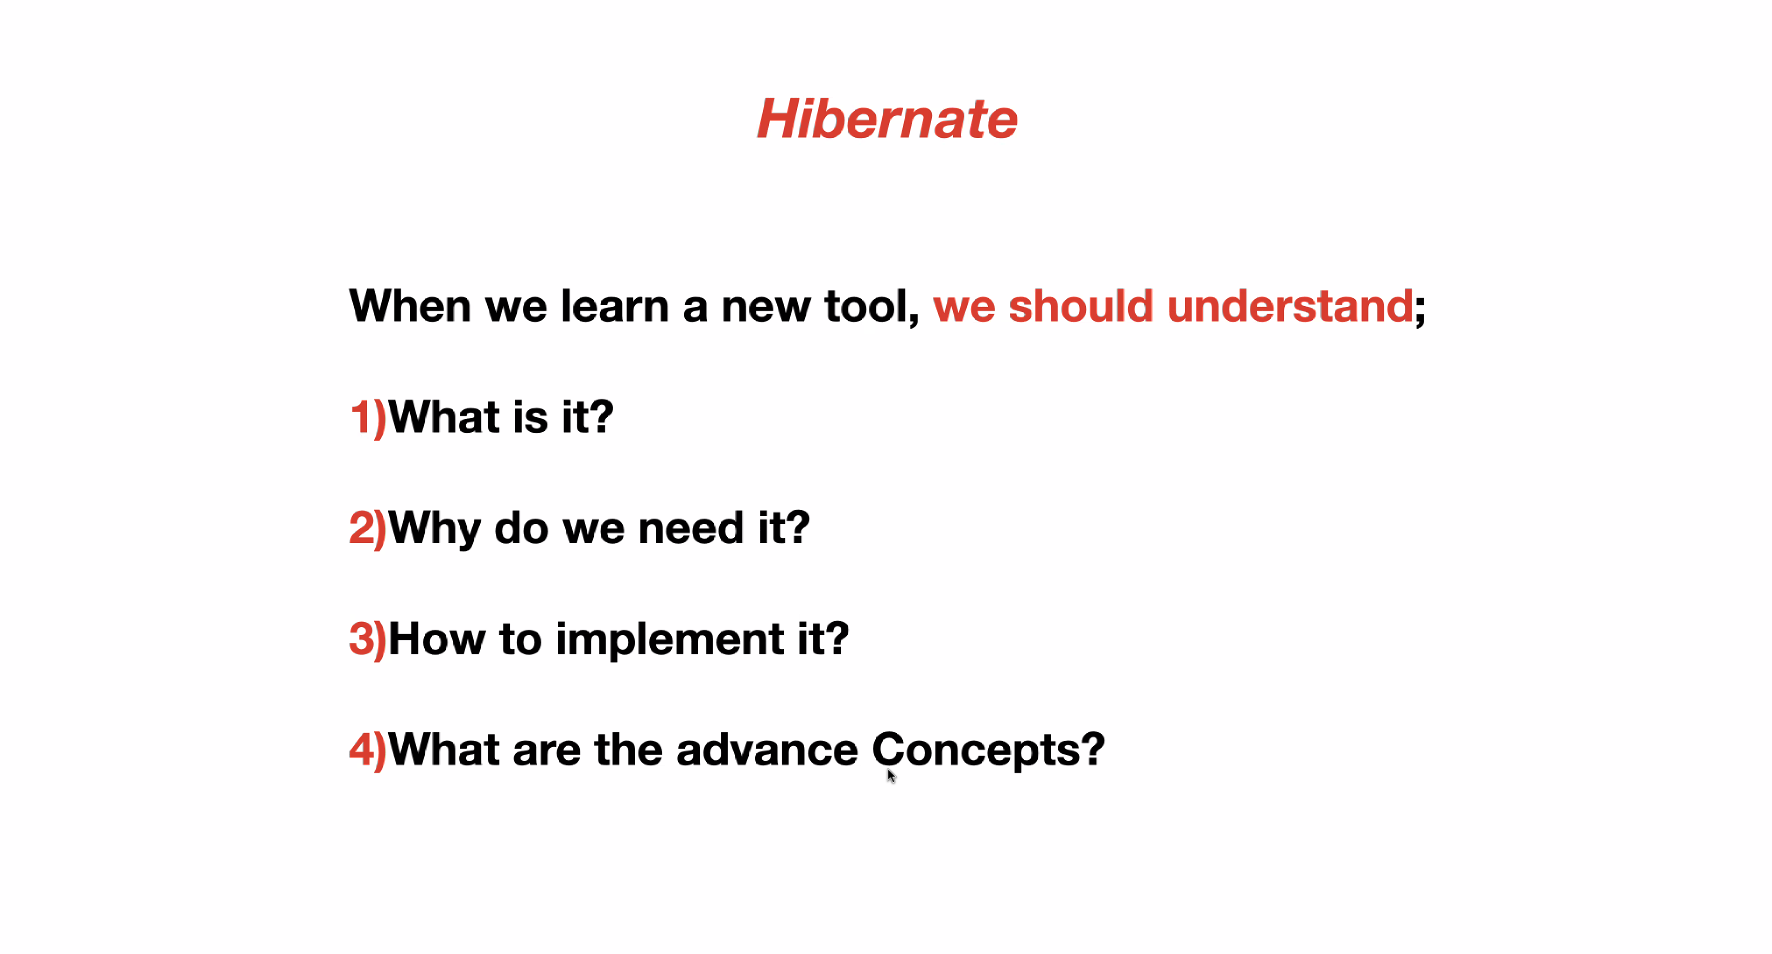 Hibernate
When we learn a new tool, we should understand;
1)What is it?
2)Why do we need it?
3)How to implement it?
4)What are the advance Concepts?